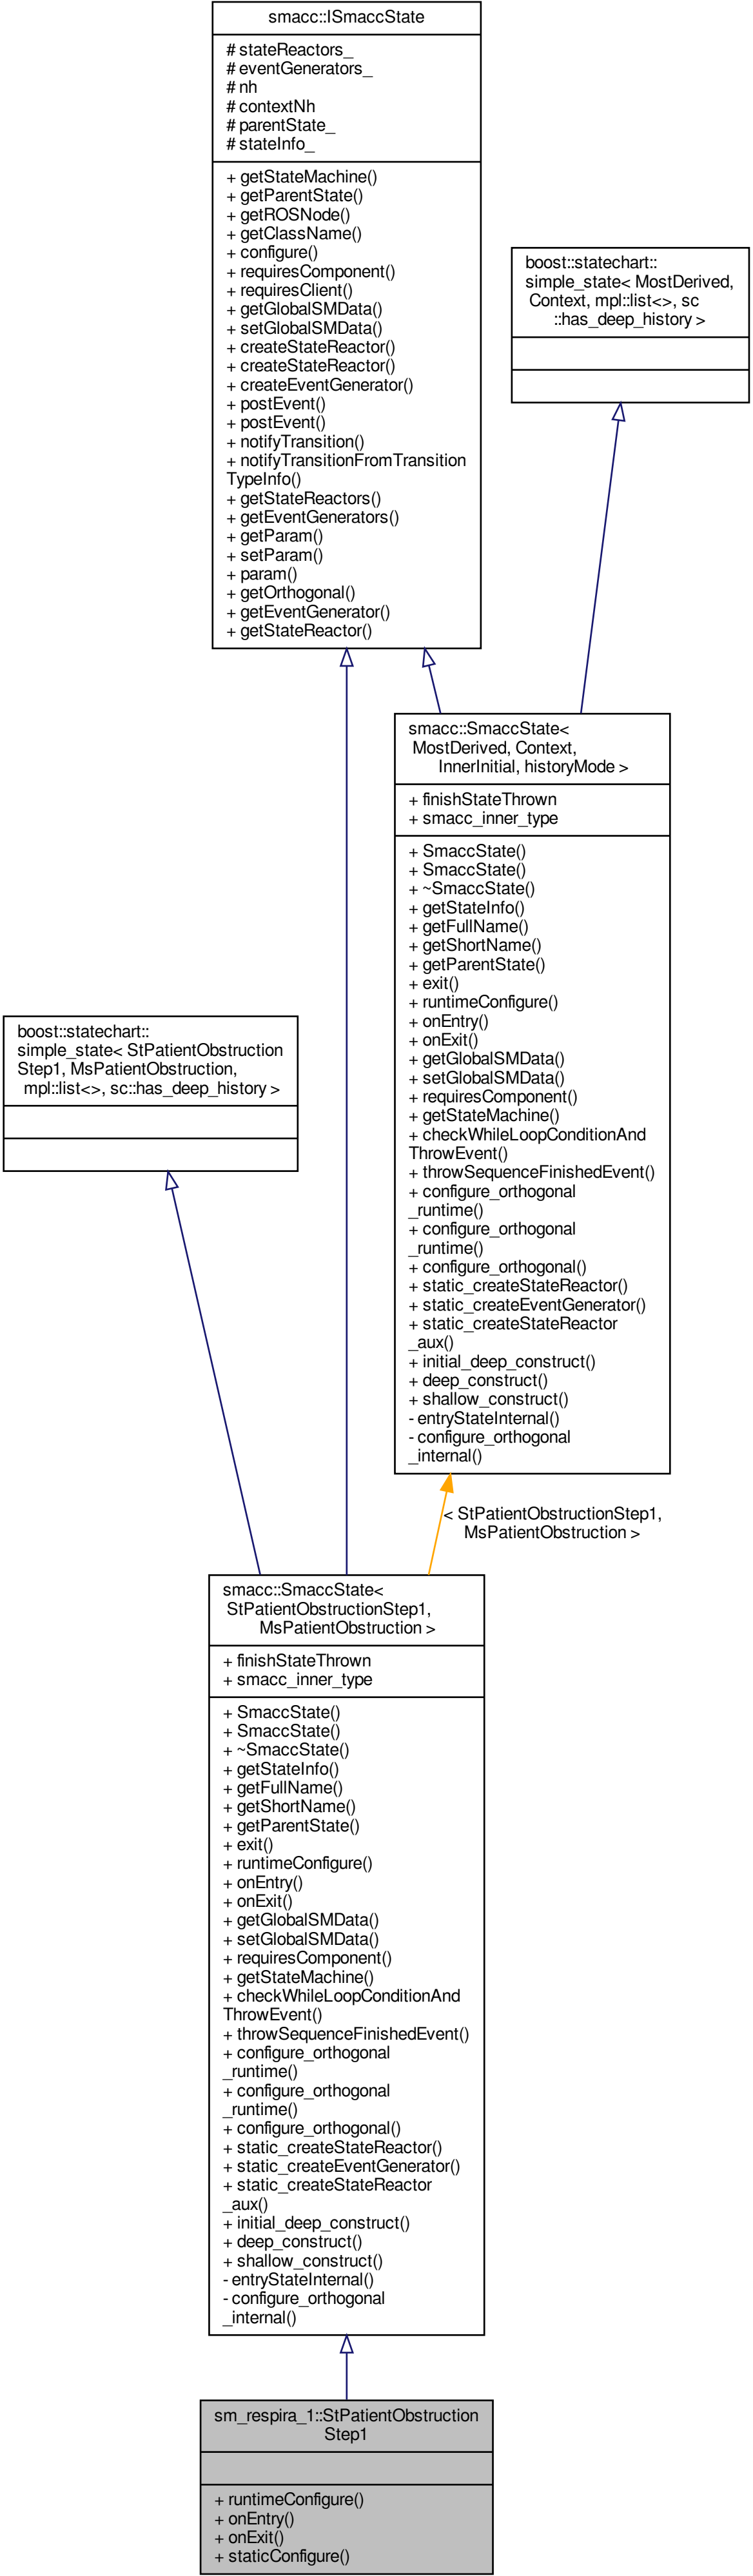 smacc::ISmaccState
# stateReactors_
# eventGenerators_
# nh
# contextNh
# parentState_
# stateInfo_
+ getStateMachine()
+ getParentState()
+ getROSNode()
+ getClassName()
+ configure()
+ requiresComponent()
+ requiresClient()
+ getGlobalSMData()
+ setGlobalSMData()
+ createStateReactor()
+ createStateReactor()
+ createEventGenerator()
+ postEvent()
+ postEvent()
+ notifyTransition()
+ notifyTransitionFromTransition
TypeInfo()
+ getStateReactors()
+ getEventGenerators()
+ getParam()
+ setParam()
+ param()
+ getOrthogonal()
+ getEventGenerator()
+ getStateReactor()
boost::statechart::
simple_state< MostDerived,
Context, mpl::list<>, sc
::has_deep_history >
smacc::SmaccState<
MostDerived, Context,
InnerInitial, historyMode >
+ finishStateThrown
+ smacc_inner_type
+ SmaccState()
+ SmaccState()
+ ~SmaccState()
+ getStateInfo()
+ getFullName()
+ getShortName()
+ getParentState()
+ exit()
+ runtimeConfigure()
+ onEntry()
+ onExit()
+ getGlobalSMData()
+ setGlobalSMData()
+ requiresComponent()
+ getStateMachine()
+ checkWhileLoopConditionAnd
ThrowEvent()
+ throwSequenceFinishedEvent()
+ configure_orthogonal
_runtime()
+ configure_orthogonal
_runtime()
+ configure_orthogonal()
+ static_createStateReactor()
+ static_createEventGenerator()
+ static_createStateReactor
_aux()
+ initial_deep_construct()
+ deep_construct()
+ shallow_construct()
- entryStateInternal()
- configure_orthogonal
_internal()
boost::statechart::
simple_state< StPatientObstruction
Step1, MsPatientObstruction,
mpl::list<>, sc::has_deep_history >
< StPatientObstructionStep1,
MsPatientObstruction >
smacc::SmaccState<
StPatientObstructionStep1,
MsPatientObstruction >
+ finishStateThrown
+ smacc_inner_type
+ SmaccState()
+ SmaccState()
+ ~SmaccState()
+ getStateInfo()
+ getFullName()
+ getShortName()
+ getParentState()
+ exit()
+ runtimeConfigure()
+ onEntry()
+ onExit()
+ getGlobalSMData()
+ setGlobalSMData()
+ requiresComponent()
+ getStateMachine()
+ checkWhileLoopConditionAnd
ThrowEvent()
+ throwSequenceFinishedEvent()
+ configure_orthogonal
_runtime()
+ configure_orthogonal
_runtime()
+ configure_orthogonal()
+ static_createStateReactor()
+ static_createEventGenerator()
+ static_createStateReactor
_aux()
+ initial_deep_construct()
+ deep_construct()
+ shallow_construct()
- entryStateInternal()
- configure_orthogonal
_internal()
sm_respira_1::StPatientObstruction
Step1
+ runtimeConfigure()
+ onEntry()
+ onExit()
+ staticConfigure()